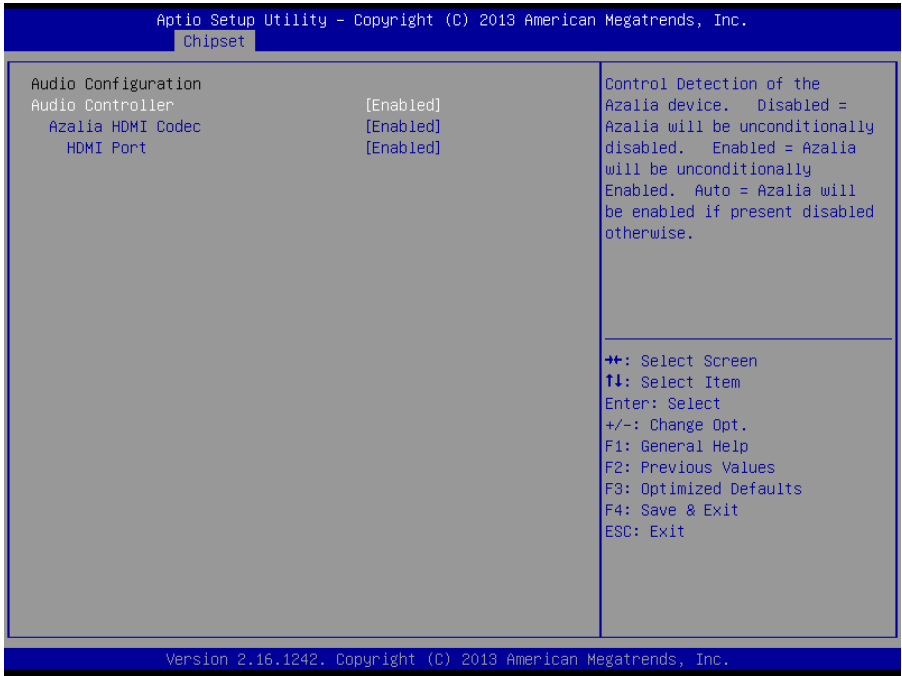 Aptio Setup Utility – Copyright (C) 2013 American Megatrends, Inc.
Chipset
Audio Configuration
Audio Controller [Enabled]
Azalia HDMI Codec [Enabled]
HDMI Port [Enabled]
Control Detection of the
Azalia device. Disabled =
Azalia will be unconditionally
disabled. Enabled = Azalia
will be unconditionally
Enabled. Auto = Azalia will
be enabled if present disabled
otherwise.
→←: Select Screen
↑↓: Select Item
Enter: Select
+/-: Change Opt.
F1: General Help
F2: Previous Values
F3: Optimized Defaults
F4: Save & Exit
ESC: Exit
Version 2.16.1242. Copyright (C) 2013 American Megatrends, Inc.